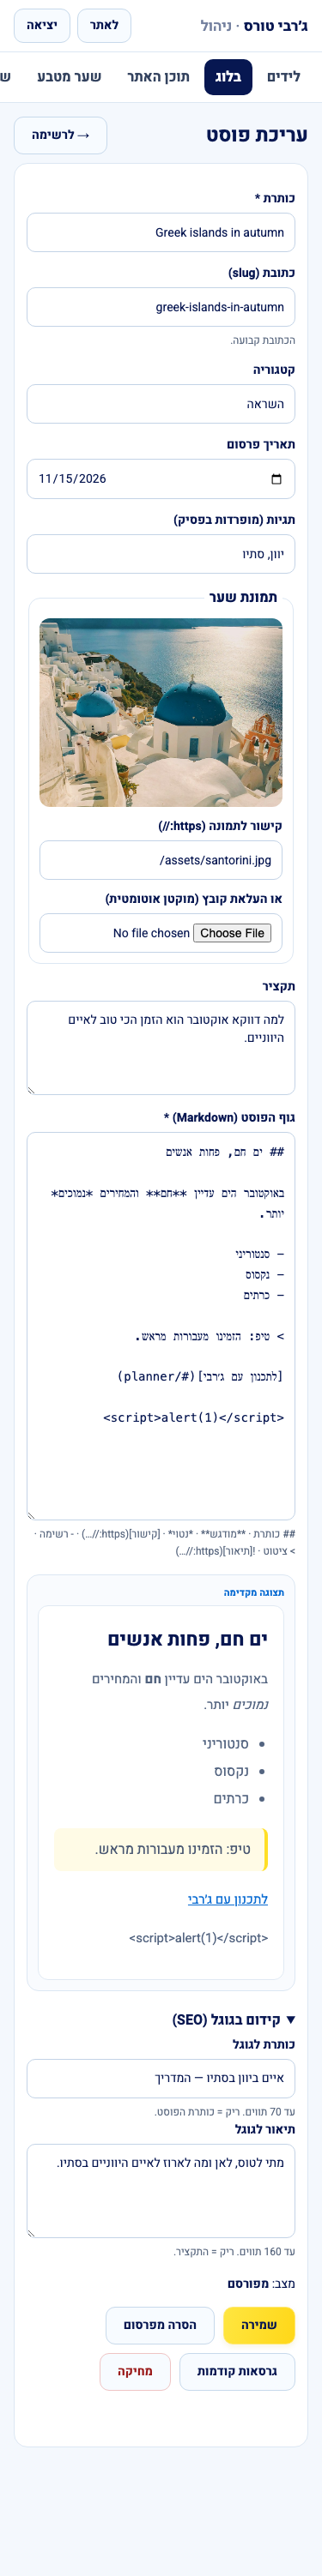 ג׳רבי טורס · ניהול
לאתר
יציאה
לידים
בלוג
תוכן האתר
שער מטבע
ש
עריכת פוסט
→ לרשימה
כותרת *
Greek islands in autumn
כתובת (slug)
greek-islands-in-autumn
הכתובת קבועה.
קטגוריה
השראה
תאריך פרסום
11/15/2026
תגיות (מופרדות בפסיק)
יוון, סתיו
תמונת שער
קישור לתמונה (https://)
/assets/santorini.jpg
או העלאת קובץ (מוקטן אוטומטית)
Choose File No file chosen
תקציר
למה דווקא אוקטובר הוא הזמן הכי טוב לאיים
היווניים.
גוף הפוסט (Markdown) *
## ים חם, פחות אנשים
באוקטובר הים עדיין **חם** והמחירים *נמוכים*
יותר.
- סנטוריני
- נקסוס
- כרתים
> טיפ: הזמינו מעבורות מראש.
[לתכנון עם ג׳רבי](#/planner)
<script>alert(1)</script>
## כותרת · **מודגש** · *נטוי* · [קישור](https://...) · - רשימה ·
> ציטוט · ![תיאור](https://...)
תצוגה מקדימה
ים חם, פחות אנשים
באוקטובר הים עדיין חם והמחירים
נמוכים יותר.
• סנטוריני
• נקסוס
• כרתים
טיפ: הזמינו מעבורות מראש.
לתכנון עם ג׳רבי
<script>alert(1)</script>
▼ קידום בגוגל (SEO)
כותרת לגוגל
איים ביוון בסתיו — המדריך
עד 70 תווים. ריק = כותרת הפוסט.
תיאור לגוגל
מתי לטוס, לאן ומה לארוז לאיים היווניים בסתיו.
עד 160 תווים. ריק = התקציר.
מצב: מפורסם
שמירה
הסרה מפרסום
גרסאות קודמות
מחיקה